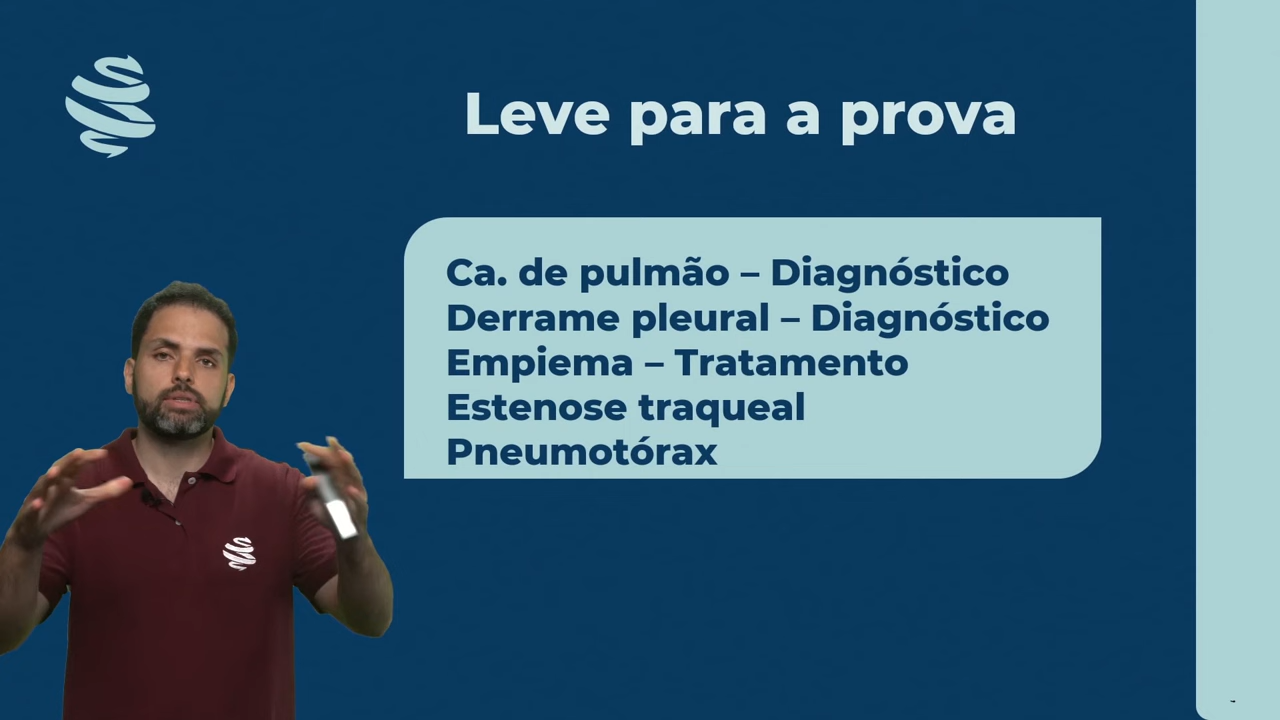 Leve para a prova
Ca. de pulmão – Diagnóstico
Derrame pleural – Diagnóstico
Empiema – Tratamento
Estenose traqueal
Pneumotórax